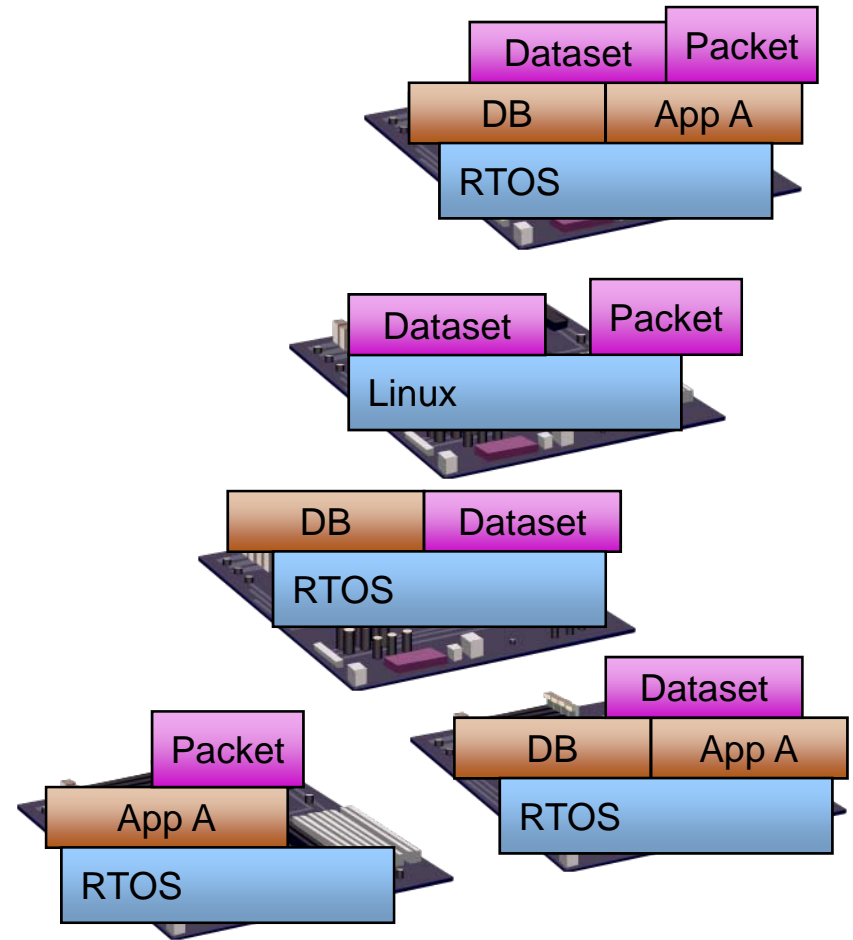 Dataset
Packet
DB
App A
RTOS
Dataset
Packet
Linux
DB
Dataset
RTOS
Dataset
DB
App A
RTOS
Packet
App A
RTOS